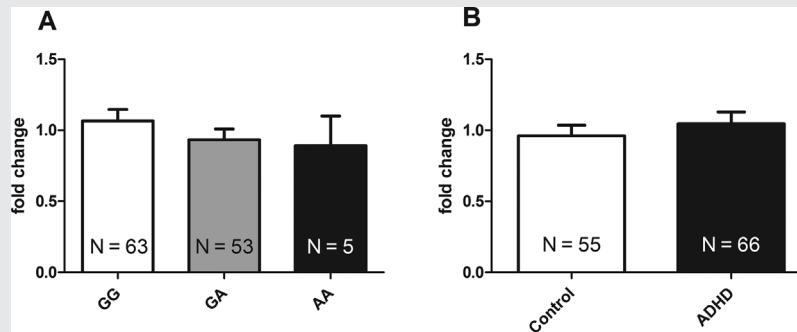 A
fold change
1.5
1.0
0.5
0.0
N = 63
N = 53
N = 5
GG
GA
AA
B
fold change
1.5
1.0
0.5
0.0
N = 55
N = 66
Control
ADHD